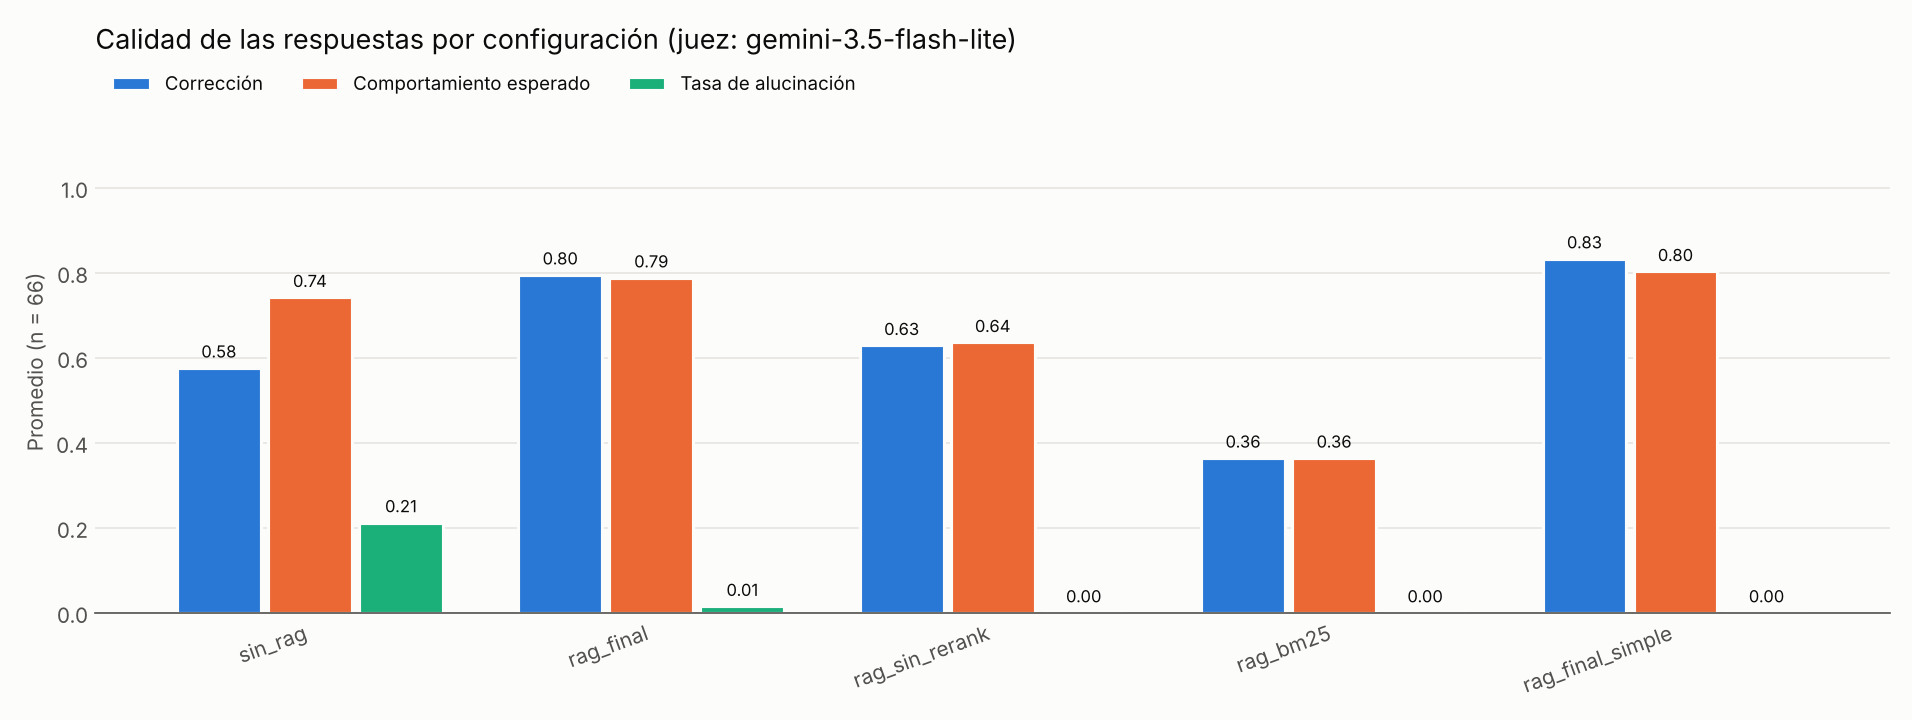 Calidad de las respuestas por configuración (juez: gemini-3.5-flash-lite)
Corrección Comportamiento esperado Tasa de alucinación
Promedio (n = 66)
1.0
0.8
0.6
0.4
0.2
0.0
0.58 0.74 0.21
0.80 0.79 0.01
0.63 0.64 0.00
0.36 0.36 0.00
0.83 0.80 0.00
sin_rag rag_final rag_sin_rerank rag_bm25 rag_final_simple